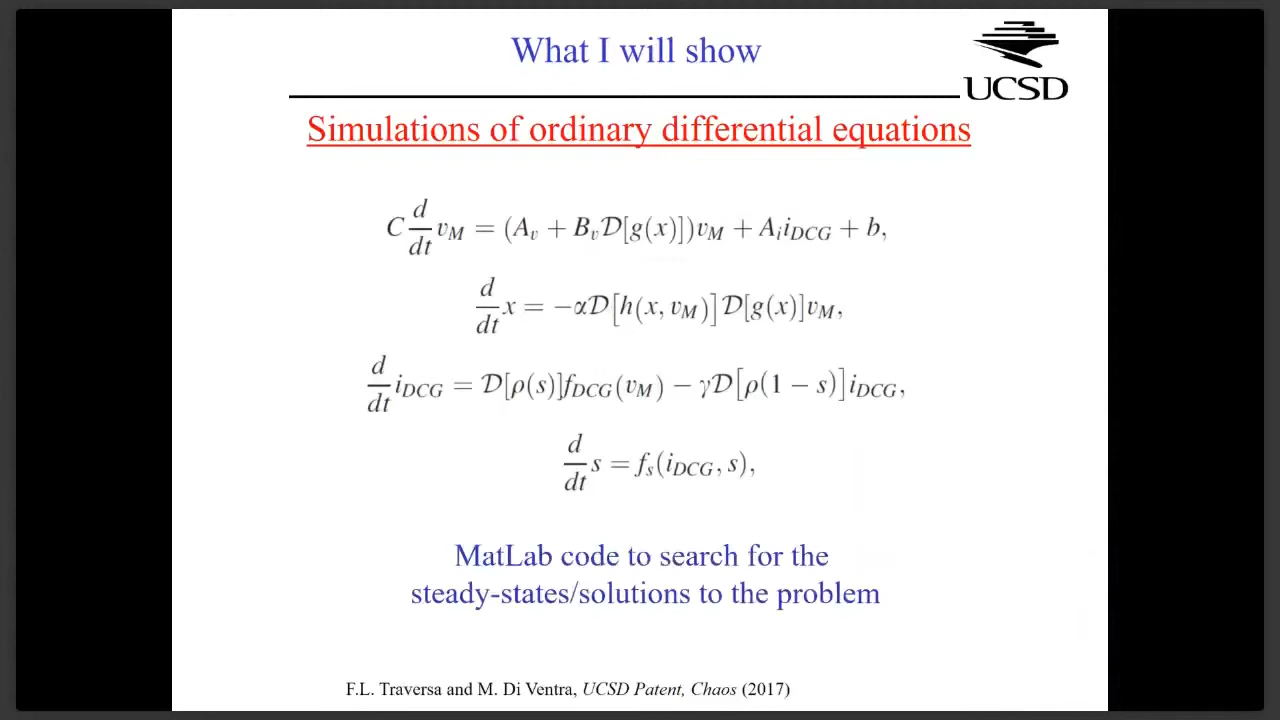 What I will show
UCSD
Simulations of ordinary differential equations
C d/dt v_M = (A_v + B_v 𝒟[g(x)])v_M + A_i i_DCG + b,
d/dt x = −α𝒟[h(x, v_M)]𝒟[g(x)]v_M,
d/dt i_DCG = 𝒟[ρ(s)]f_DCG(v_M) − γ𝒟[ρ(1 − s)]i_DCG,
d/dt s = f_s(i_DCG, s),
MatLab code to search for the
steady-states/solutions to the problem
F.L. Traversa and M. Di Ventra, UCSD Patent, Chaos (2017)